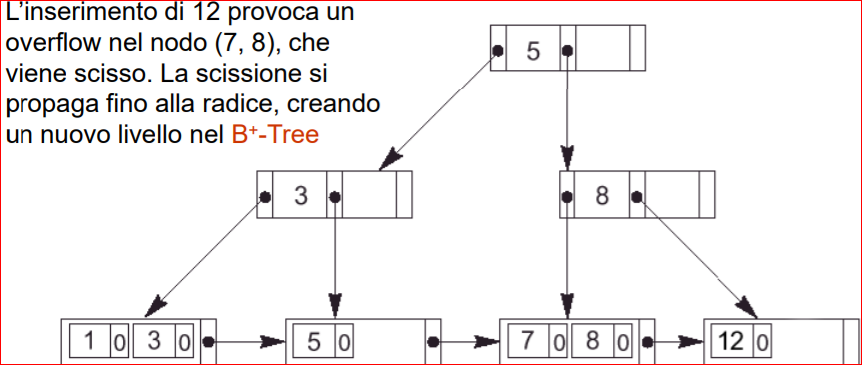 L'inserimento di 12 provoca un
overflow nel nodo (7, 8), che
viene scisso. La scissione si
propaga fino alla radice, creando
un nuovo livello nel B+-Tree
5
3
8
1 0 3 0
5 0
7 0 8 0
12 0